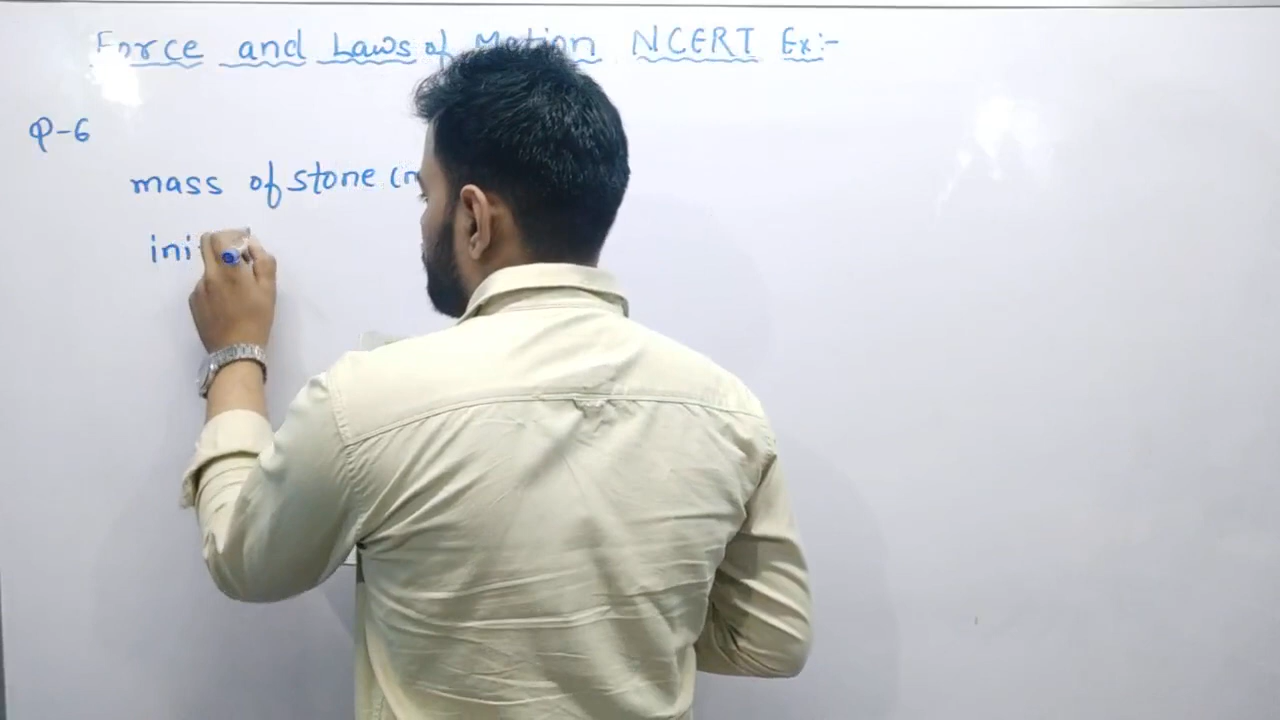 Force and Laws of Motion NCERT Ex:-
Q-6
mass of stone (m
ini